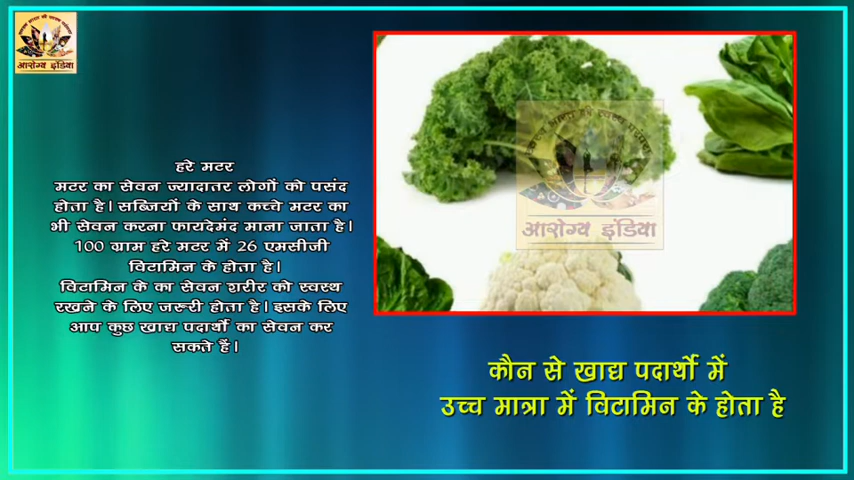 आरोग्य इंडिया
हरे मटर
मटर का सेवन ज्यादातर लोगों को पसंद
होता है। सब्जियों के साथ कच्चे मटर का
भी सेवन करना फायदेमंद माना जाता है।
100 ग्राम हरे मटर में 26 एमसीजी
विटामिन के होता है।
विटामिन के का सेवन शरीर को स्वस्थ
रखने के लिए जरूरी होता है। इसके लिए
आप कुछ खाद्य पदार्थों का सेवन कर
सकते हैं।
आरोग्य इंडिया
कौन से खाद्य पदार्थो में
उच्च मात्रा में विटामिन के होता है